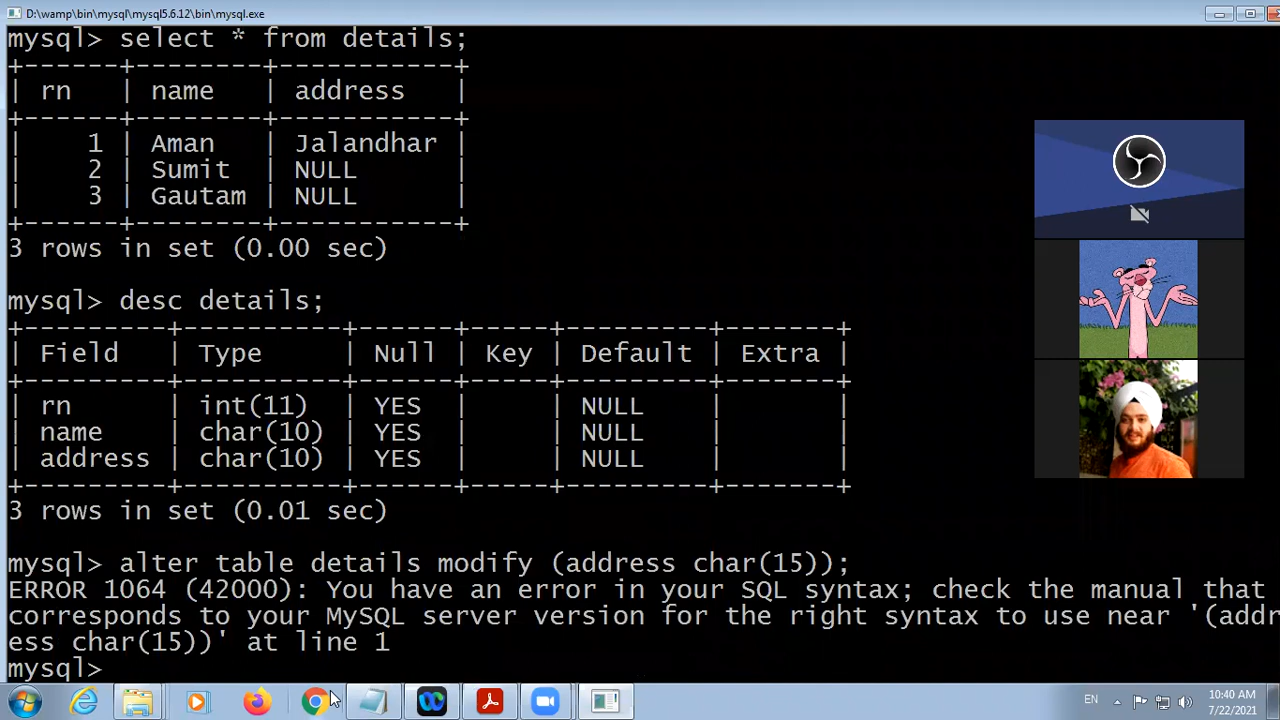 D:\wamp\bin\mysql\mysql5.6.12\bin\mysql.exe
mysql> select * from details;
+------+--------+-----------+
| rn   | name   | address   |
+------+--------+-----------+
|    1 | Aman   | Jalandhar |
|    2 | Sumit  | NULL      |
|    3 | Gautam | NULL      |
+------+--------+-----------+
3 rows in set (0.00 sec)
mysql> desc details;
+---------+----------+------+-----+---------+-------+
| Field   | Type     | Null | Key | Default | Extra |
+---------+----------+------+-----+---------+-------+
| rn      | int(11)  | YES  |     | NULL    |       |
| name    | char(10) | YES  |     | NULL    |       |
| address | char(10) | YES  |     | NULL    |       |
+---------+----------+------+-----+---------+-------+
3 rows in set (0.01 sec)
mysql> alter table details modify (address char(15));
ERROR 1064 (42000): You have an error in your SQL syntax; check the manual that
corresponds to your MySQL server version for the right syntax to use near '(addr
ess char(15))' at line 1
mysql>
EN
10:40 AM
7/22/2021